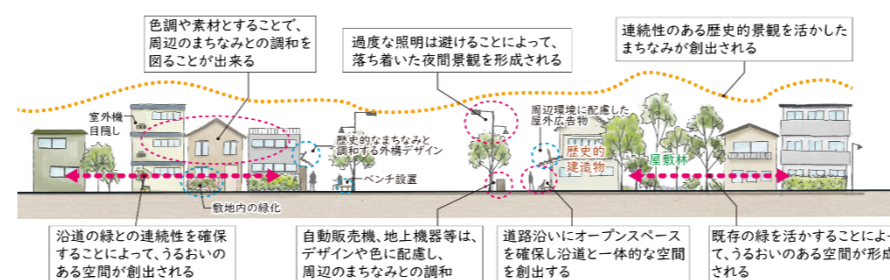 色調や素材とすることで、
周辺のまちなみとの調和を
図ることが出来る
過度な照明は避けることによって、
落ち着いた夜間景観を形成される
連続性のある歴史的景観を活かした
まちなみが創出される
室外機
目隠し
歴史的なまちなみと
調和する外構デザイン
ベンチ設置
敷地内の緑化
周辺環境に配慮した
屋外広告物
歴史的
建造物
屋敷林
沿道の緑との連続性を確保
することによって、うるおいの
ある空間が創出される
自動販売機、地上機器等は、
デザインや色に配慮し、
周辺のまちなみとの調和
道路沿いにオープンスペース
を確保し沿道と一体的な空間
を創出する
既存の緑を活かすことによっ
て、うるおいのある空間が形成
される